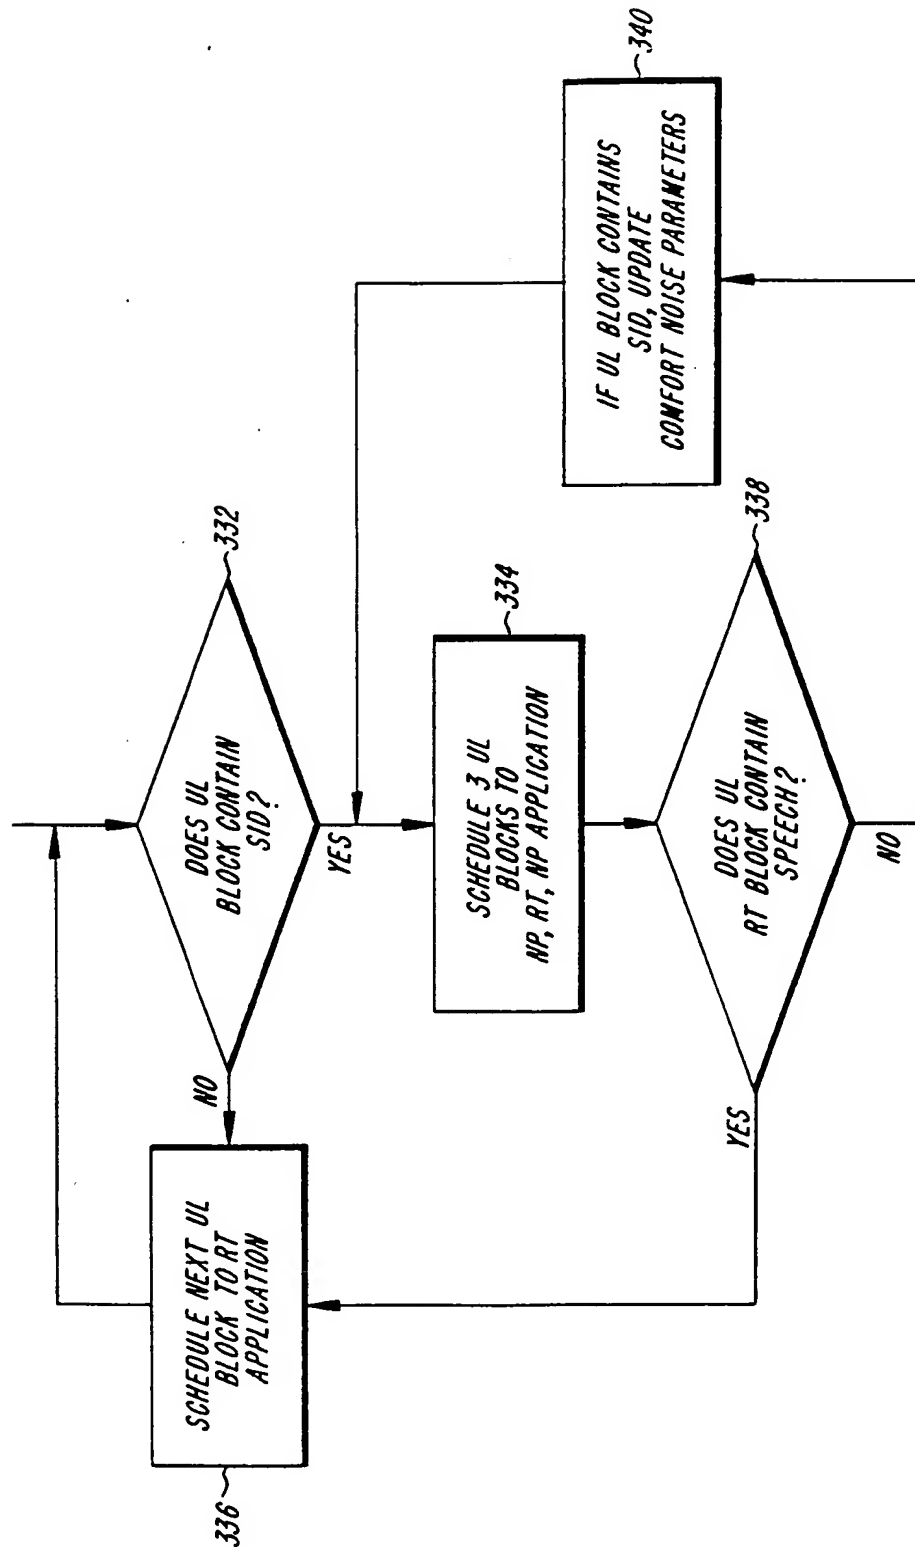 DOES UL
BLOCK CONTAIN
SID?
332
NO
YES
SCHEDULE NEXT UL
BLOCK TO RT
APPLICATION
336
SCHEDULE 3 UL
BLOCKS TO
NP, RT, NP APPLICATION
334
DOES UL
RT BLOCK CONTAIN
SPEECH?
338
YES
NO
IF UL BLOCK CONTAINS
SID, UPDATE
COMFORT NOISE PARAMETERS
340